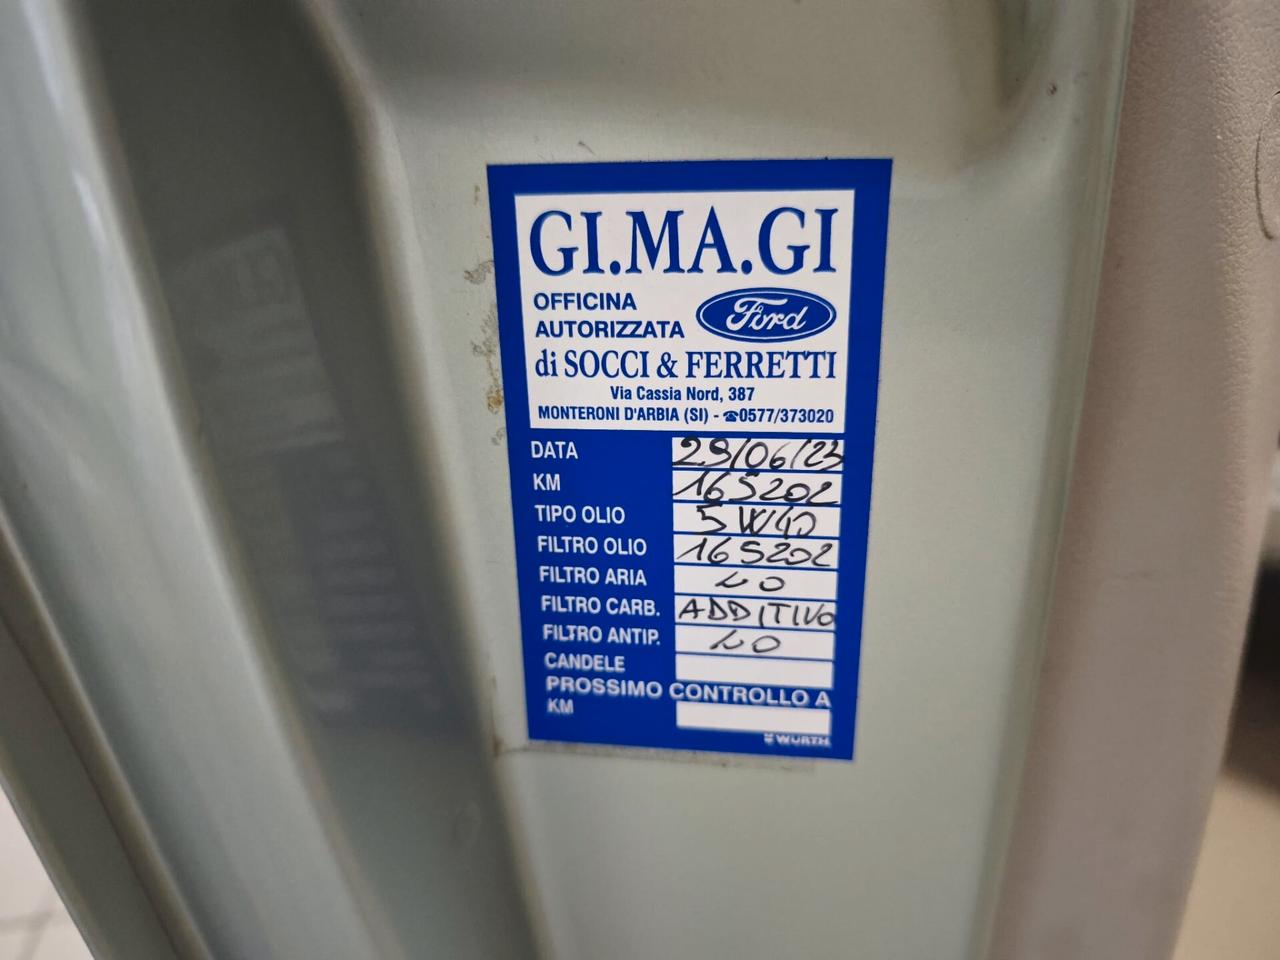 GI.MA.GI
OFFICINA
AUTORIZZATA Ford
di SOCCI & FERRETTI
Via Cassia Nord, 387
MONTERONI D'ARBIA (SI) - ☎0577/373020
DATA 29/06/23
KM 165202
TIPO OLIO 5W40
FILTRO OLIO 165202
FILTRO ARIA NO
FILTRO CARB. ADDITIVO
FILTRO ANTIP. NO
CANDELE
PROSSIMO CONTROLLO A
KM
WÜRTH